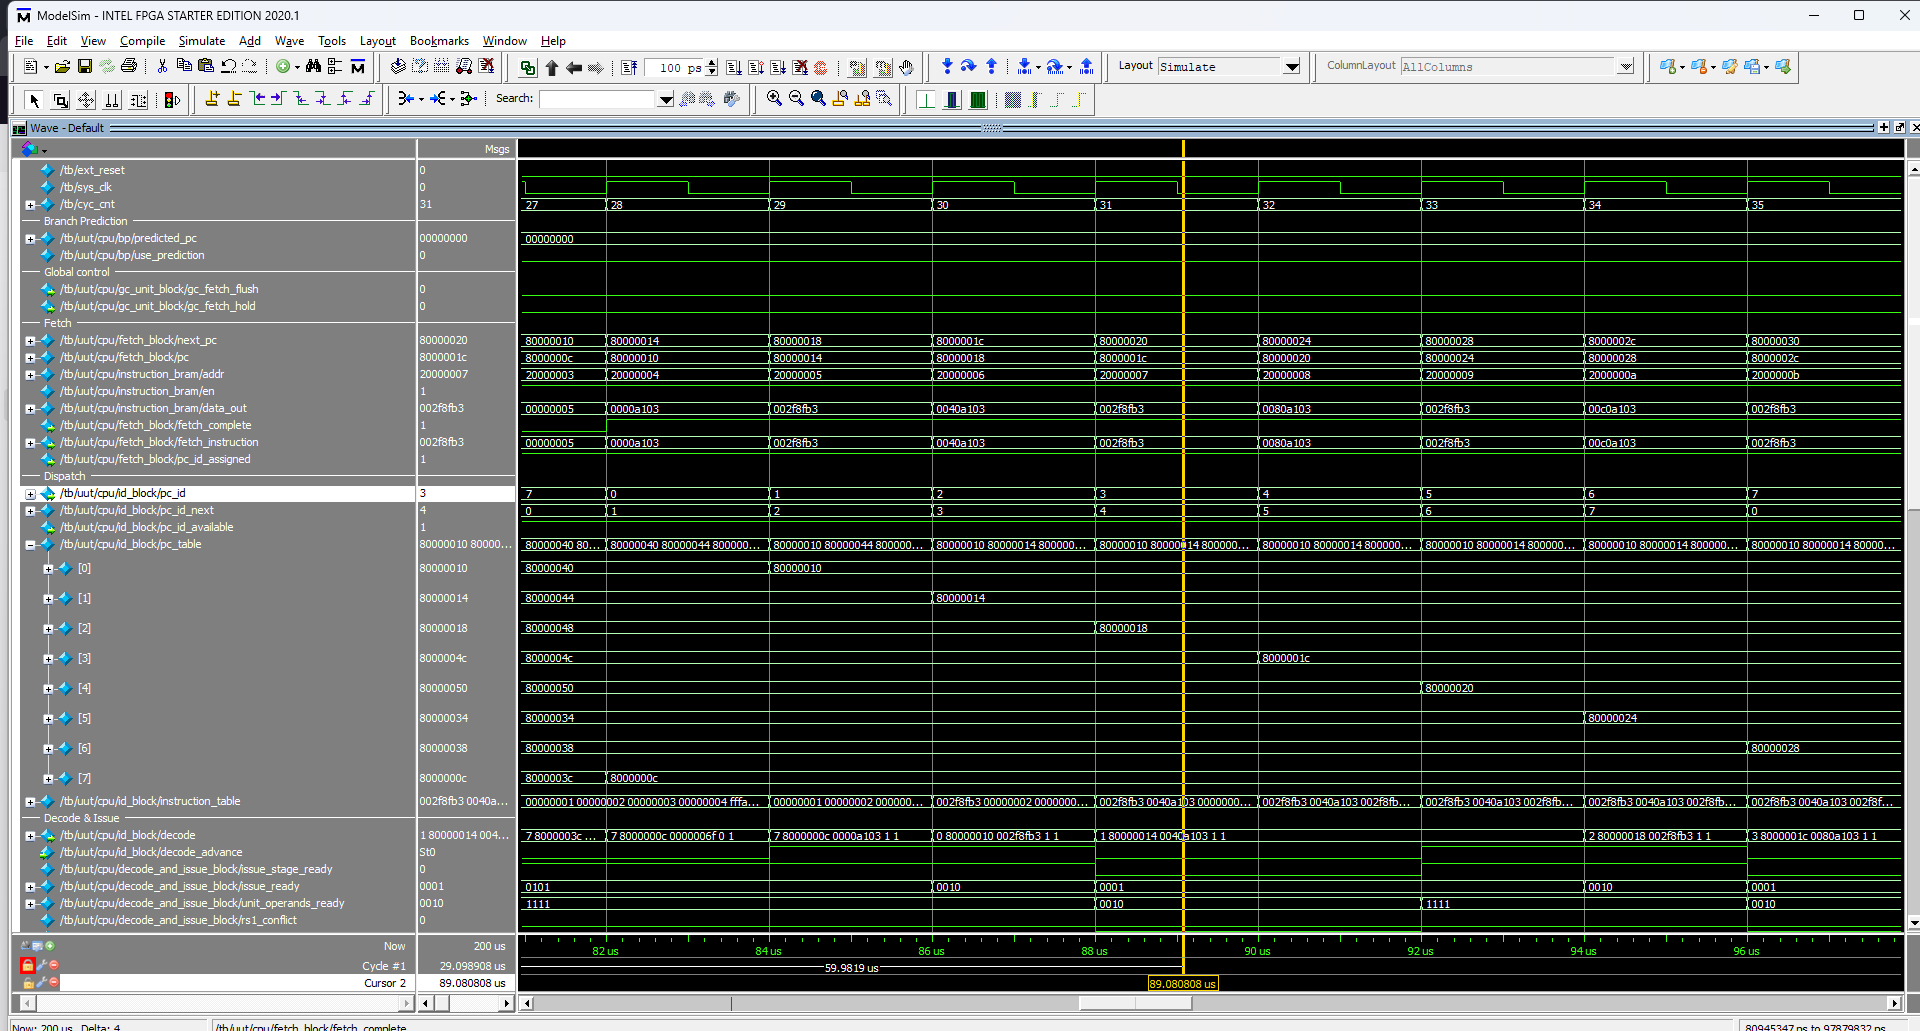 ModelSim - INTEL FPGA STARTER EDITION 2020.1
File Edit View Compile Simulate Add Wave Tools Layout Bookmarks Window Help
100 ps Layout Simulate ColumnLayout AllColumns
Search:
Wave - Default
Msgs
/tb/ext_reset 0
/tb/sys_clk 0
/tb/cyc_cnt 31 27 28 29 30 31 32 33 34 35
Branch Prediction
/tb/uut/cpu/bp/predicted_pc 00000000 00000000
/tb/uut/cpu/bp/use_prediction 0
Global control
/tb/uut/cpu/gc_unit_block/gc_fetch_flush 0
/tb/uut/cpu/gc_unit_block/gc_fetch_hold 0
Fetch
/tb/uut/cpu/fetch_block/next_pc 80000020 80000010 80000014 80000018 8000001c 80000020 80000024 80000028 8000002c 80000030
/tb/uut/cpu/fetch_block/pc 8000001c 8000000c 80000010 80000014 80000018 8000001c 80000020 80000024 80000028 8000002c
/tb/uut/cpu/instruction_bram/addr 20000007 20000003 20000004 20000005 20000006 20000007 20000008 20000009 2000000a 2000000b
/tb/uut/cpu/instruction_bram/en 1
/tb/uut/cpu/instruction_bram/data_out 002f8fb3 00000005 0000a103 002f8fb3 0040a103 002f8fb3 0080a103 002f8fb3 00c0a103 002f8fb3
/tb/uut/cpu/fetch_block/fetch_complete 1
/tb/uut/cpu/fetch_block/fetch_instruction 002f8fb3 00000005 0000a103 002f8fb3 0040a103 002f8fb3 0080a103 002f8fb3 00c0a103 002f8fb3
/tb/uut/cpu/fetch_block/pc_id_assigned 1
Dispatch
/tb/uut/cpu/id_block/pc_id 3 7 0 1 2 3 4 5 6 7
/tb/uut/cpu/id_block/pc_id_next 4 0 1 2 3 4 5 6 7 0
/tb/uut/cpu/id_block/pc_id_available 1
/tb/uut/cpu/id_block/pc_table 80000010 80000... 80000040 80... 80000040 80000044 800000... 80000010 80000044 800000... 80000010 80000014 800000... 80000010 80000014 800000... 80000010 80000014 800000... 80000010 80000014 800000... 80000010 80000014 800000... 80000010 80000014 800000...
[0] 80000010 80000040 80000010
[1] 80000014 80000044 80000014
[2] 80000018 80000048 80000018
[3] 8000004c 8000004c 8000001c
[4] 80000050 80000050 80000020
[5] 80000034 80000034 80000024
[6] 80000038 80000038 80000028
[7] 8000000c 8000003c 8000000c
/tb/uut/cpu/id_block/instruction_table 002f8fb3 0040a... 00000001 00000002 00000003 00000004 fffa... 00000001 00000002 000000... 002f8fb3 00000002 0000000... 002f8fb3 0040a103 0000000... 002f8fb3 0040a103 002f8fb... 002f8fb3 0040a103 002f8fb... 002f8fb3 0040a103 002f8fb... 002f8fb3 0040a103 002f8f...
Decode & Issue
/tb/uut/cpu/id_block/decode 1 80000014 004... 7 8000003c ... 7 8000000c 0000006f 0 1 7 8000000c 0000a103 1 1 0 80000010 002f8fb3 1 1 1 80000014 0040a103 1 1 2 80000018 002f8fb3 1 1 3 8000001c 0080a103 1 1
/tb/uut/cpu/id_block/decode_advance St0
/tb/uut/cpu/decode_and_issue_block/issue_stage_ready 0
/tb/uut/cpu/decode_and_issue_block/issue_ready 0001 0101 0010 0001 0010 0001
/tb/uut/cpu/decode_and_issue_block/unit_operands_ready 0010 1111 0010 1111 0010
/tb/uut/cpu/decode_and_issue_block/rs1_conflict 0
Now 200 us 82 us 84 us 86 us 88 us 90 us 92 us 94 us 96 us
Cycle #1 29.098908 us 59.9819 us
Cursor 2 89.080808 us 89.080808 us
Now: 200 us Delta: 4 /tb/uut/cpu/fetch_block/fetch_complete 80945347 ps to 97879832 ps